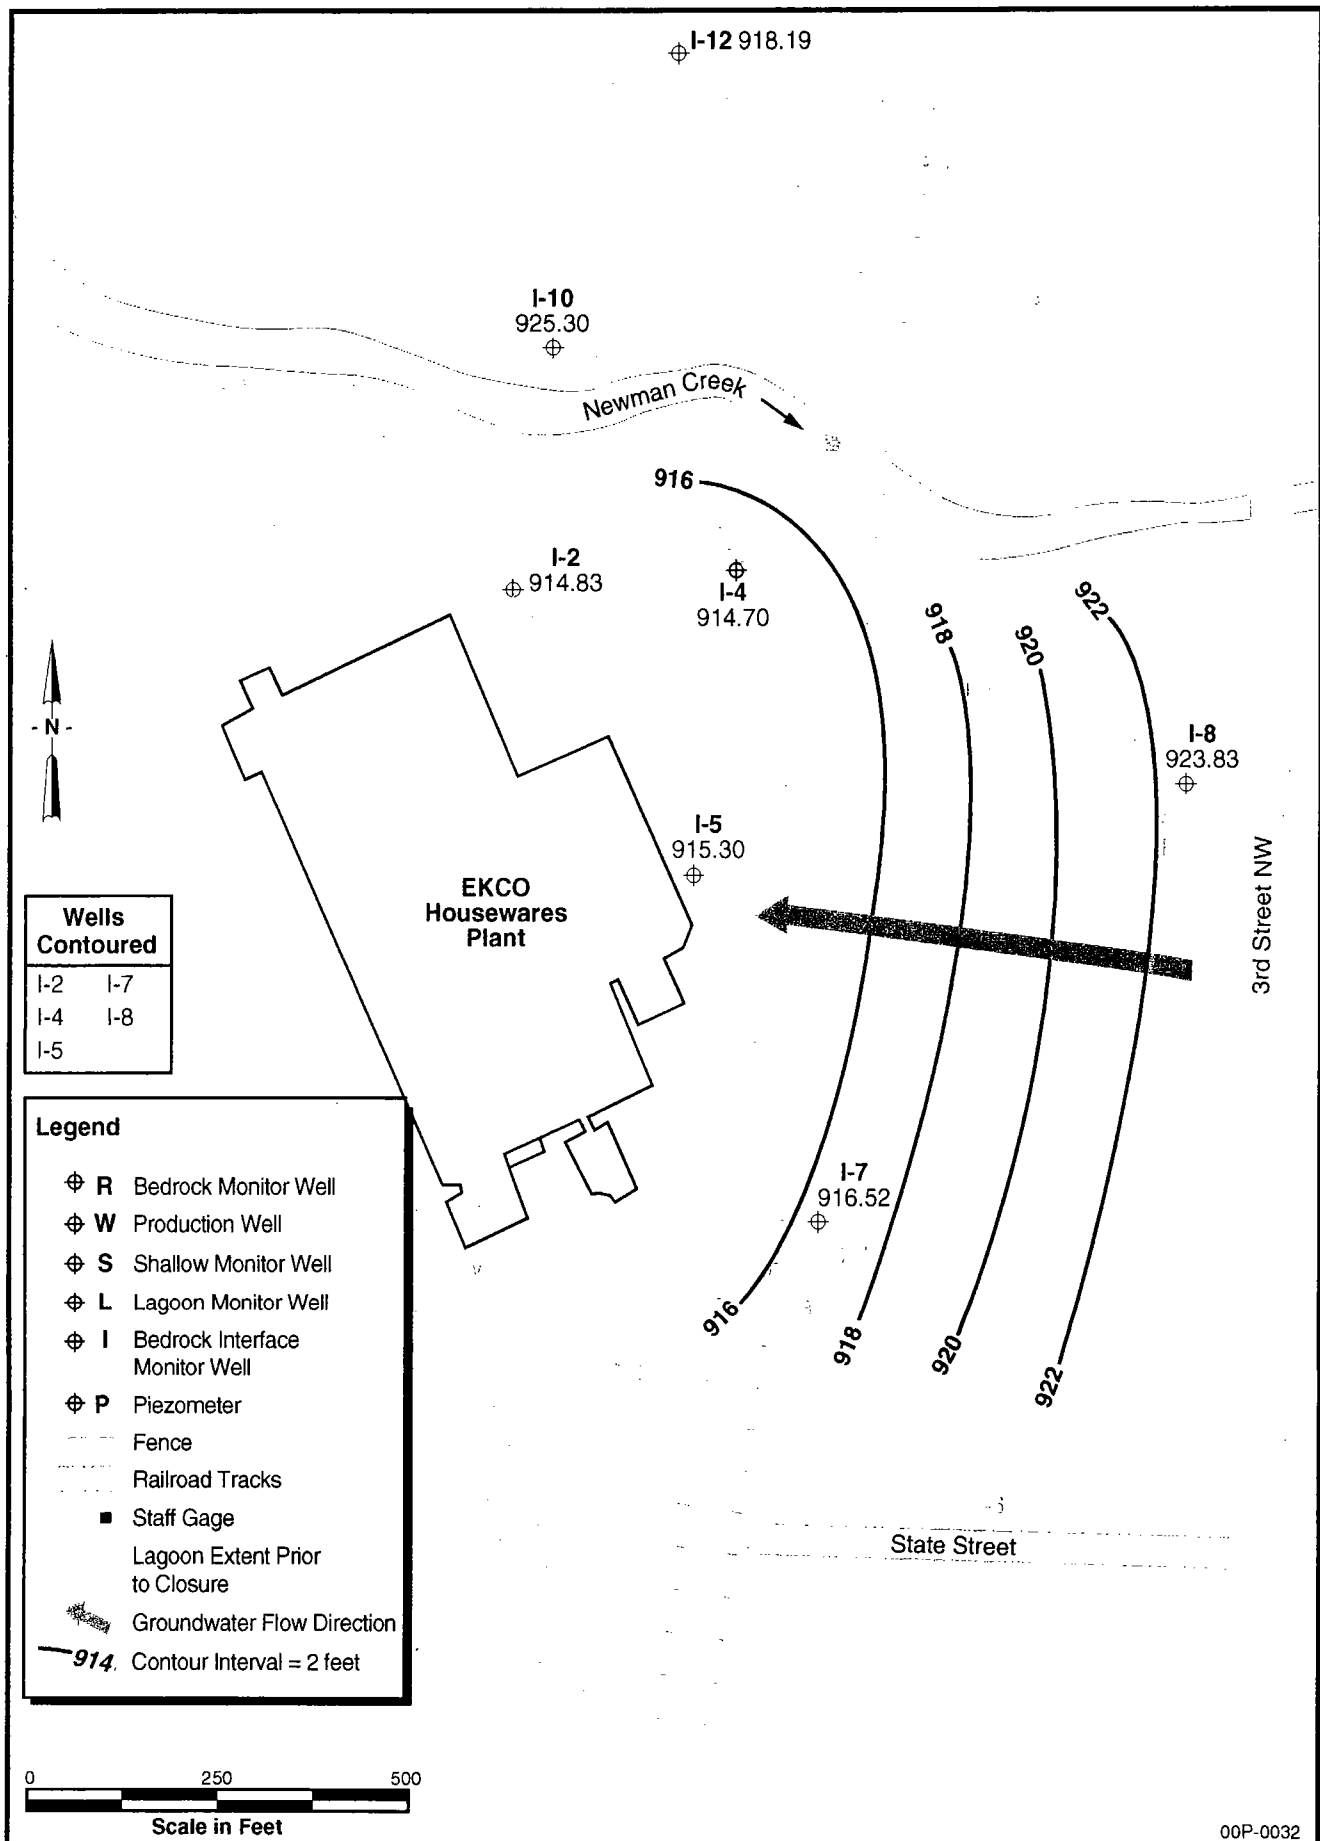 I-12 918.19
I-10
925.30
Newman Creek
916
I-2
914.83
I-4
914.70
918
920
922
N
I-8
923.83
I-5
915.30
EKCO
Housewares
Plant
3rd Street NW
Wells
Contoured
I-2 I-7
I-4 I-8
I-5
I-7
916.52
916
918
920
922
Legend
R Bedrock Monitor Well
W Production Well
S Shallow Monitor Well
L Lagoon Monitor Well
I Bedrock Interface
Monitor Well
P Piezometer
Fence
Railroad Tracks
Staff Gage
Lagoon Extent Prior
to Closure
Groundwater Flow Direction
914 Contour Interval = 2 feet
State Street
0 250 500
Scale in Feet
00P-0032